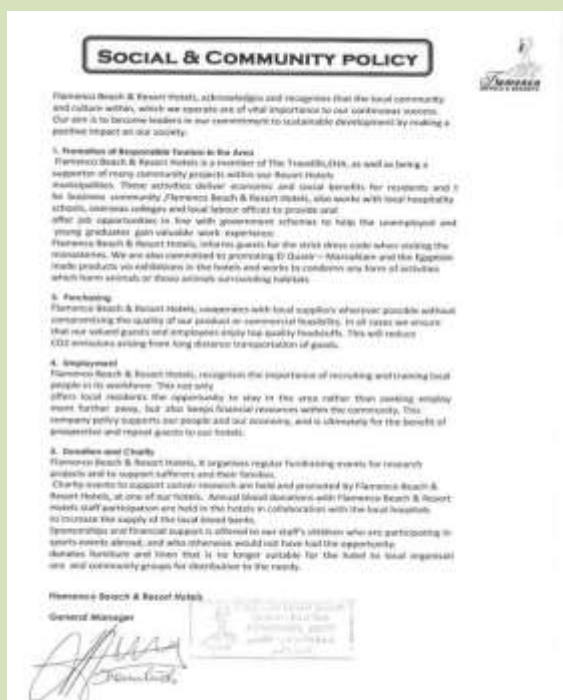 SOCIAL & COMMUNITY POLICY
Flamenco
Flamenco Beach & Resort Hotels, acknowledges and recognises that the local community
and culture within, which we operate are of vital importance to our continuous success.
Our aim is to become leaders in our commitment to sustainable development by making a
positive impact on our society.
1. Promotion of Responsible Tourism in the Area
Flamenco Beach & Resort Hotels is a member of The Travelife, EHA, as well as being a
supporter of many community projects within our Resort Hotels
municipalities. These activities deliver economic and social benefits for residents and t
he business community ,Flamenco Beach & Resort Hotels, also works with local hospitality
schools, overseas colleges and local labour offices to provide and
offer job opportunities in line with government schemes to help the unemployed and
young graduates gain valuable work experience.
Flamenco Beach & Resort Hotels, informs guests for the strict dress code when visiting the
monasteries. We are also committed to promoting El Quseir – Marsaalam and the Egyptian
made products via exhibitions in the hotels and works to condemn any form of activities
which harm animals or those animals surrounding habitats
Purchasing
Flamenco Beach & Resort Hotels, cooperates with local suppliers wherever possible without
compromising the quality of our product or commercial feasibility. In all cases we ensure
that our valued guests and employees enjoy top quality foodstuffs. This will reduce
CO2 emissions arising from long distance transportation of goods.
4. Employment
Flamenco Beach & Resort Hotels, recognises the importance of recruiting and training local
people in its workforce. This not only
offers local residents the opportunity to stay in the area rather than seeking employ
ment further away, but also keeps financial resources within the community. This
company policy supports our people and our economy, and is ultimately for the benefit of
prospective and repeat guests to our hotels.
5. Donation and Charity
Flamenco Beach & Resort Hotels, it organises regular fundraising events for research
projects and to support sufferers and their families.
Charity events to support cancer research are held and promoted by Flamenco Beach &
Resort Hotels, at one of our hotels. Annual blood donations with Flamenco Beach & Resort
Hotels staff participation are held in the hotels in collaboration with the local hospitals
to increase the supply of the local blood banks.
Sponsorships and financial support is offered to our staff's children who are participating in
sports events abroad, and who otherwise would not have had the opportunity.
donates furniture and linen that is no longer suitable for the hotel to local organisati
ons and community groups for distribution to the needy.
Flamenco Beach & Resort Hotels
General Manager